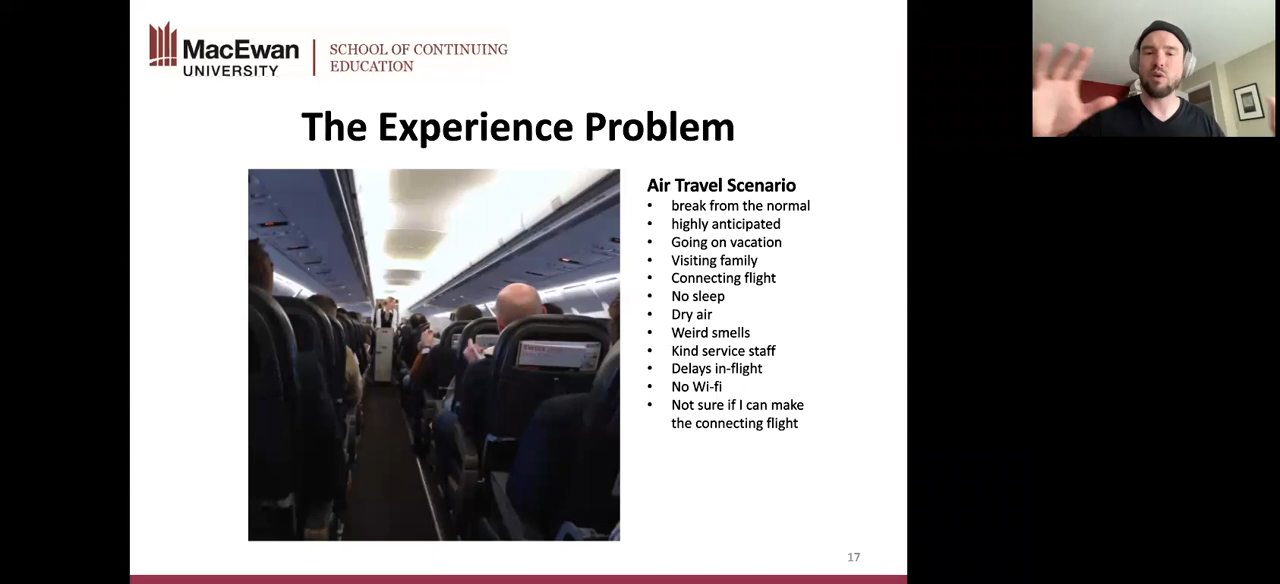 MacEwan
UNIVERSITY
SCHOOL OF CONTINUING
EDUCATION
The Experience Problem
Air Travel Scenario
• break from the normal
• highly anticipated
• Going on vacation
• Visiting family
• Connecting flight
• No sleep
• Dry air
• Weird smells
• Kind service staff
• Delays in-flight
• No Wi-fi
• Not sure if I can make
the connecting flight
17